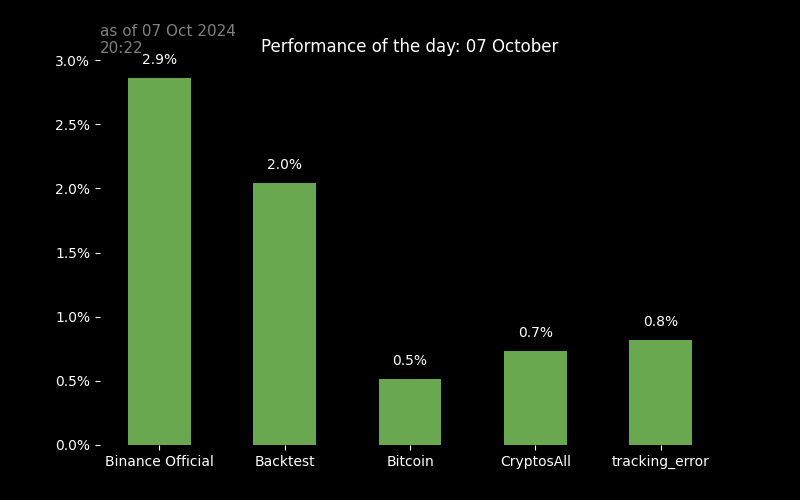 as of 07 Oct 2024
20:22
Performance of the day: 07 October
3.0%
2.5%
2.0%
1.5%
1.0%
0.5%
0.0%
2.9%
2.0%
0.5%
0.7%
0.8%
Binance Official
Backtest
Bitcoin
CryptosAll
tracking_error